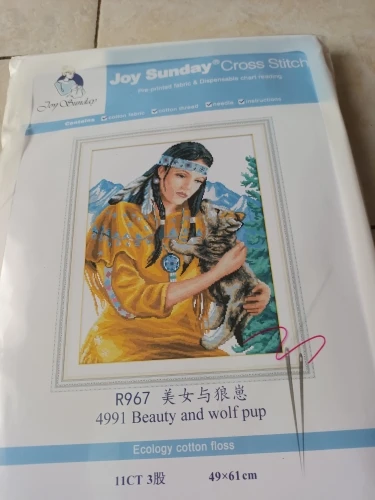 Joy Sunday
Joy Sunday® Cross Stitch
Pre printed fabric & Dispensable chart reading
Contains cotton fabric cotton thread needle instructions
R967 美女与狼崽
4991 Beauty and wolf pup
Ecology cotton floss
11CT 3股 49×61cm